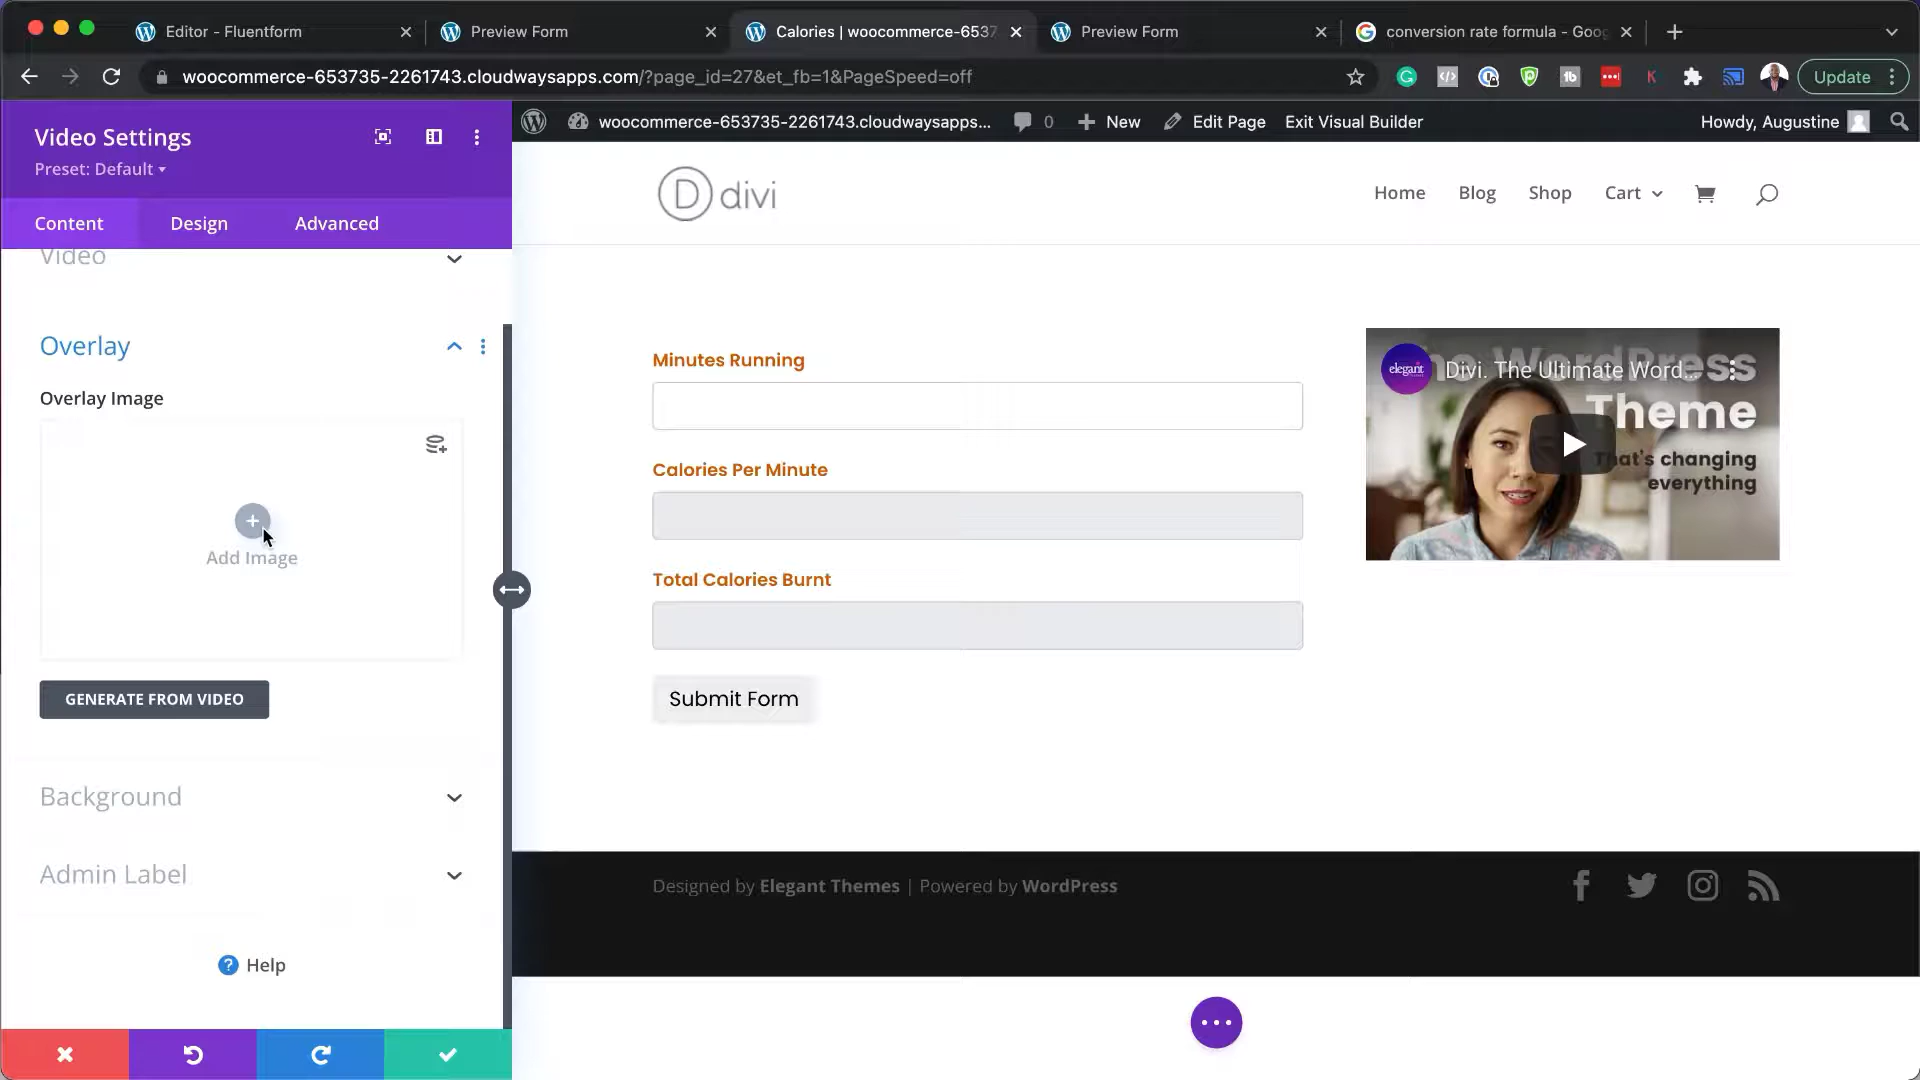 Editor - Fluentform
Preview Form
Calories | woocommerce-6537
Preview Form
conversion rate formula - Goo
woocommerce-653735-2261743.cloudwaysapps.com/?page_id=27&et_fb=1&PageSpeed=off
Update
Video Settings
Preset: Default
Content
Design
Advanced
woocommerce-653735-2261743.cloudwaysapps...
0
New
Edit Page
Exit Visual Builder
Howdy, Augustine
D divi
Home
Blog
Shop
Cart
Video
Overlay
Overlay Image
Add Image
GENERATE FROM VIDEO
Background
Admin Label
? Help
Minutes Running
Calories Per Minute
Total Calories Burnt
Submit Form
elegant
Divi. The Ultimate Word...
WordPress
Theme
That's changing
everything
Designed by Elegant Themes | Powered by WordPress